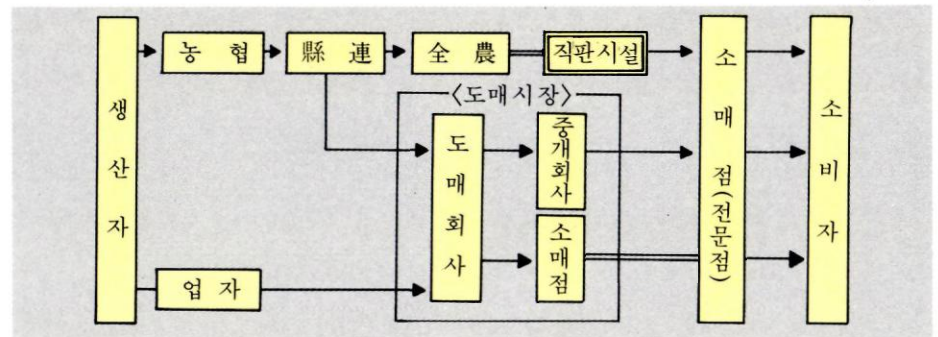 생산자
농 협
縣 連
全 農
직판시설
〈도매시장〉
도매회사
중개회사
소매점
업 자
소매점(전문점)
소비자